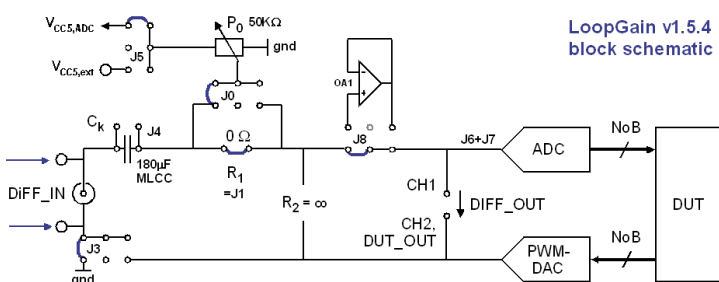 LoopGain v1.5.4
block schematic
VCC5,ADC
P0 50KΩ
gnd
J5
VCC5,ext
J0
OA1
-
+
Ck
J4
0 Ω
J8
J6+J7
NoB
ADC
180µF
MLCC
R1
=J1
CH1
DiFF_IN
R2 = ∞
DIFF_OUT
DUT
CH2,
DUT_OUT
NoB
J3
PWM-
DAC
gnd